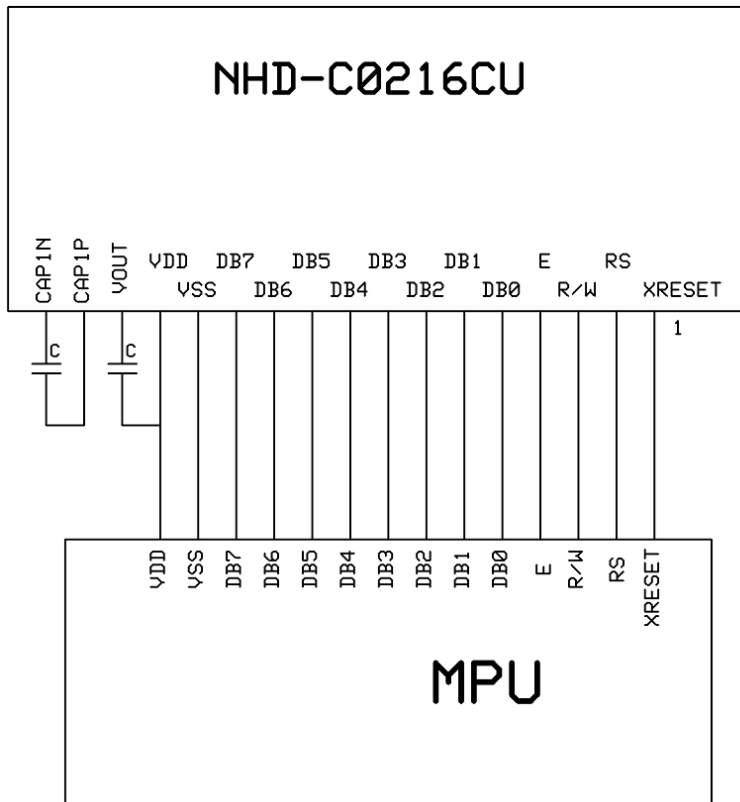 NHD-C0216CU
CAP1N
CAP1P
VOUT
VDD DB7 DB5 DB3 DB1 E RS
VSS DB6 DB4 DB2 DB0 R/W XRESET
1
C C
VDD
VSS
DB7
DB6
DB5
DB4
DB3
DB2
DB1
DB0
E
R/W
RS
XRESET
MPU